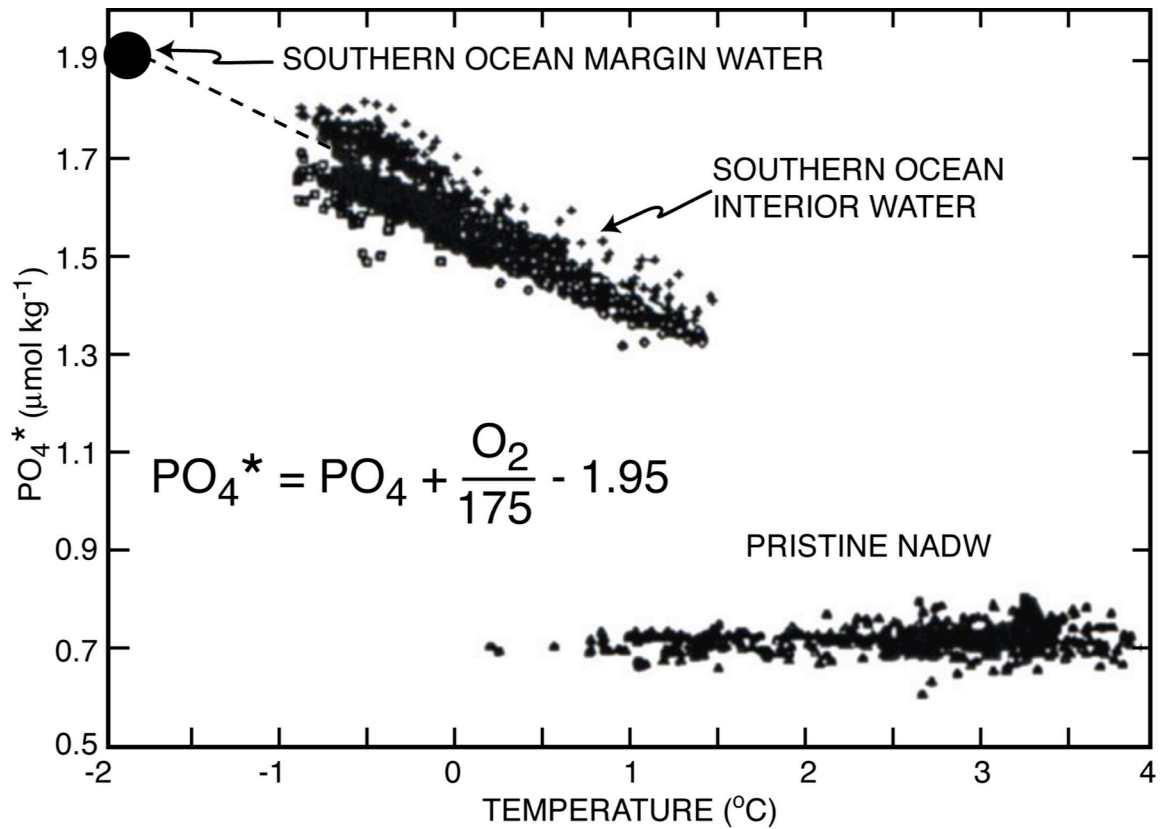 SOUTHERN OCEAN MARGIN WATER
SOUTHERN OCEAN
INTERIOR WATER
PO₄* = PO₄ + O₂/175 - 1.95
PRISTINE NADW
1.9
1.7
1.5
1.3
1.1
0.9
0.7
0.5
PO₄* (μmol kg⁻¹)
-2 -1 0 1 2 3 4
TEMPERATURE (°C)